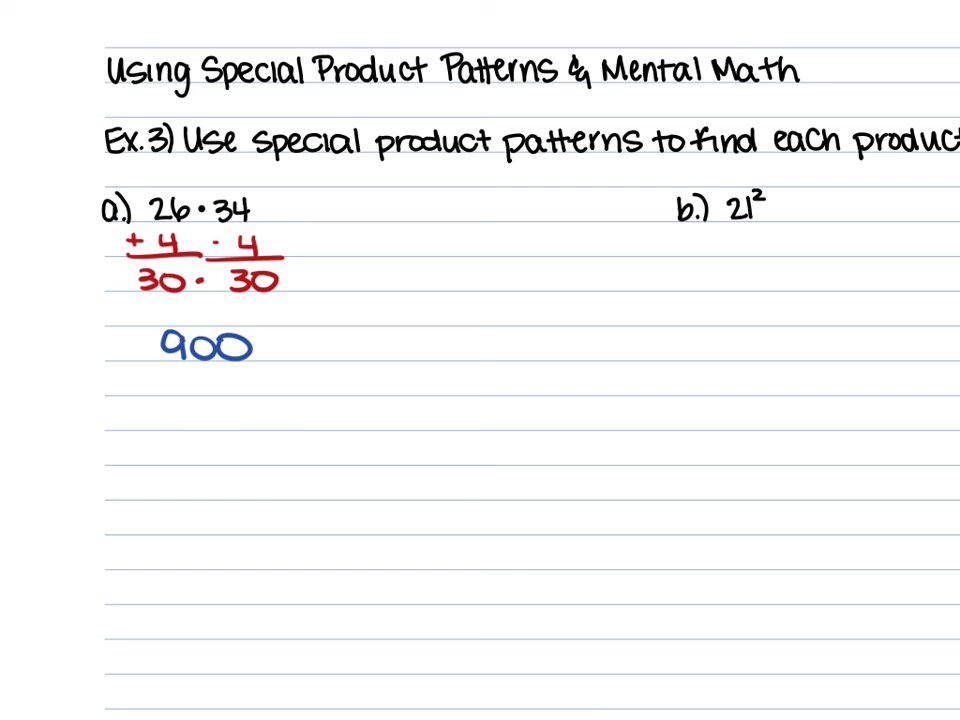 Using Special Product Patterns & Mental Math
Ex. 3) Use special product patterns to find each product
a.) 26 · 34
+ 4 - 4
30 · 30
900
b.) 21²